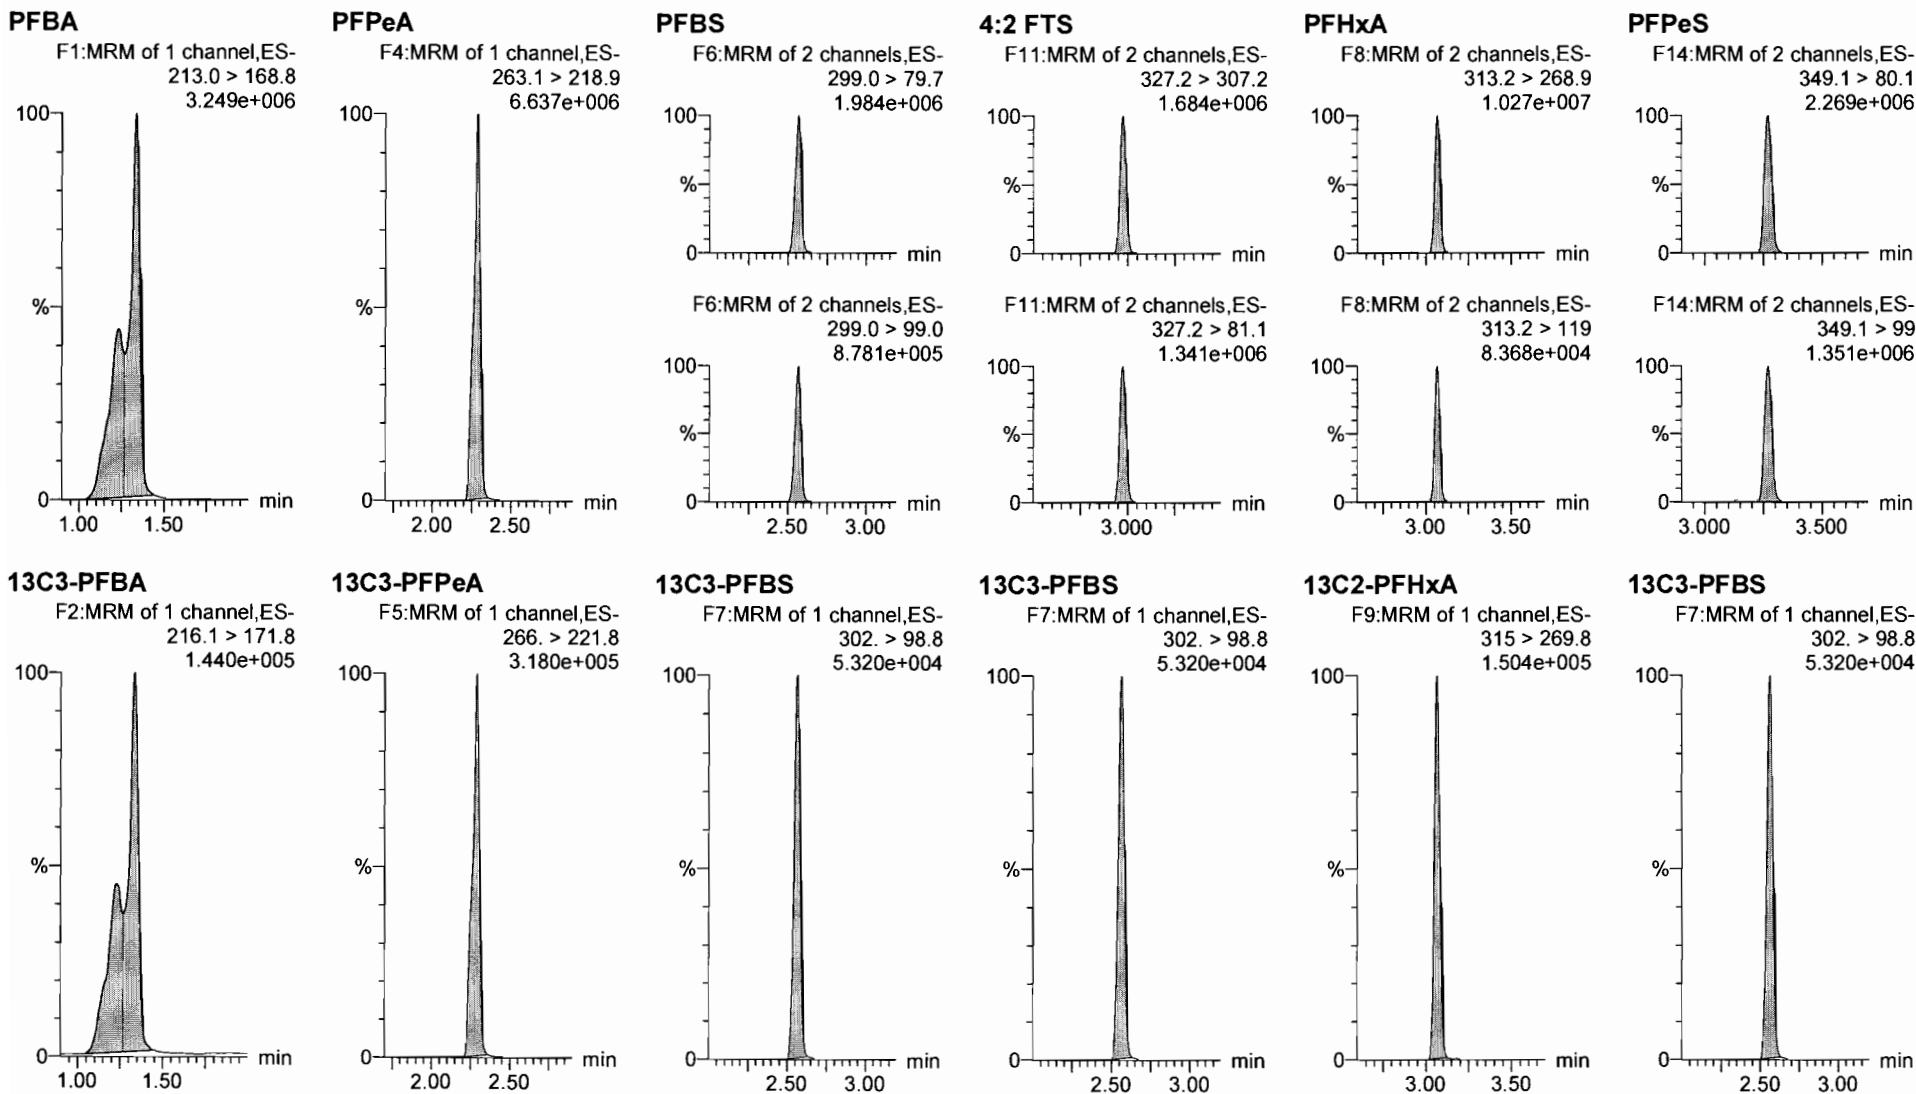 PFBA
F1:MRM of 1 channel,ES-
213.0 > 168.8
3.249e+006
100
%
0
min
1.00 1.50
PFPeA
F4:MRM of 1 channel,ES-
263.1 > 218.9
6.637e+006
100
%
0
min
2.00 2.50
PFBS
F6:MRM of 2 channels,ES-
299.0 > 79.7
1.984e+006
100
%
0
min
F6:MRM of 2 channels,ES-
299.0 > 99.0
8.781e+005
100
%
0
min
2.50 3.00
4:2 FTS
F11:MRM of 2 channels,ES-
327.2 > 307.2
1.684e+006
100
%
0
min
F11:MRM of 2 channels,ES-
327.2 > 81.1
1.341e+006
100
%
0
min
3.000
PFHxA
F8:MRM of 2 channels,ES-
313.2 > 268.9
1.027e+007
100
%
0
min
F8:MRM of 2 channels,ES-
313.2 > 119
8.368e+004
100
%
0
min
3.00 3.50
PFPeS
F14:MRM of 2 channels,ES-
349.1 > 80.1
2.269e+006
100
%
0
min
F14:MRM of 2 channels,ES-
349.1 > 99
1.351e+006
100
%
0
min
3.000 3.500
13C3-PFBA
F2:MRM of 1 channel,ES-
216.1 > 171.8
1.440e+005
100
%
0
min
1.00 1.50
13C3-PFPeA
F5:MRM of 1 channel,ES-
266. > 221.8
3.180e+005
100
%
0
min
2.00 2.50
13C3-PFBS
F7:MRM of 1 channel,ES-
302. > 98.8
5.320e+004
100
%
0
min
2.50 3.00
13C3-PFBS
F7:MRM of 1 channel,ES-
302. > 98.8
5.320e+004
100
%
0
min
2.50 3.00
13C2-PFHxA
F9:MRM of 1 channel,ES-
315 > 269.8
1.504e+005
100
%
0
min
3.00 3.50
13C3-PFBS
F7:MRM of 1 channel,ES-
302. > 98.8
5.320e+004
100
%
0
min
2.50 3.00